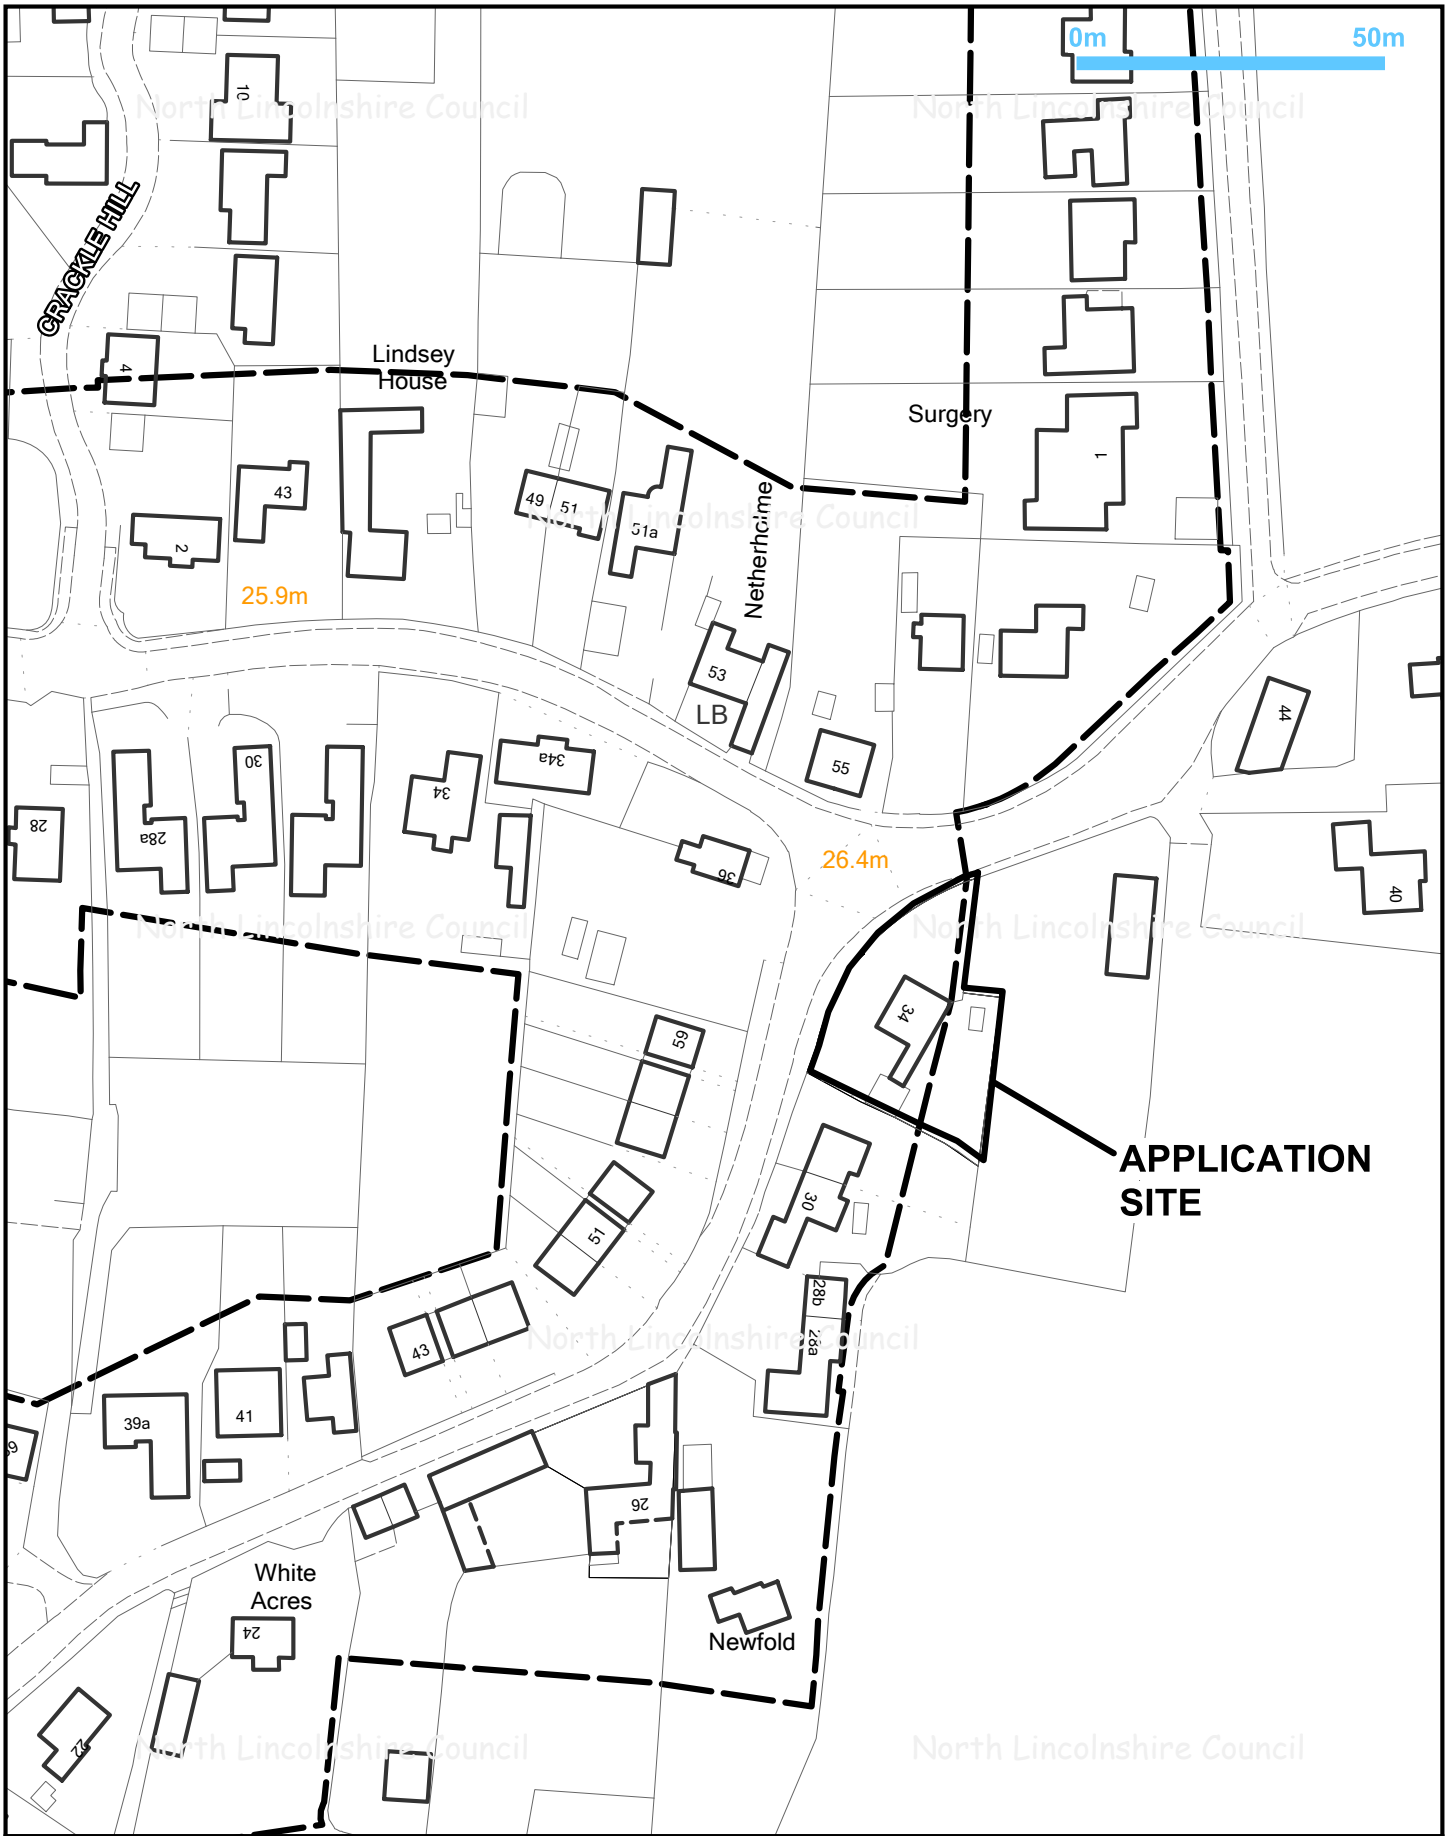 0m 50m
North Lincolnshire Council North Lincolnshire Council
10
CRACKLE HILL
4
Lindsey
House
Surgery
1
43
49 51
51a
2
North Lincolnshire Council
Netherholme
25.9m
53
LB
55
44
30
34a
34
28
28a
36
26.4m
40
North Lincolnshire Council North Lincolnshire Council
34
59
APPLICATION
SITE
30
51
28b
28a
North Lincolnshire Council
43
41
39a
26
White
Acres
24
Newfold
22
North Lincolnshire Council North Lincolnshire Council